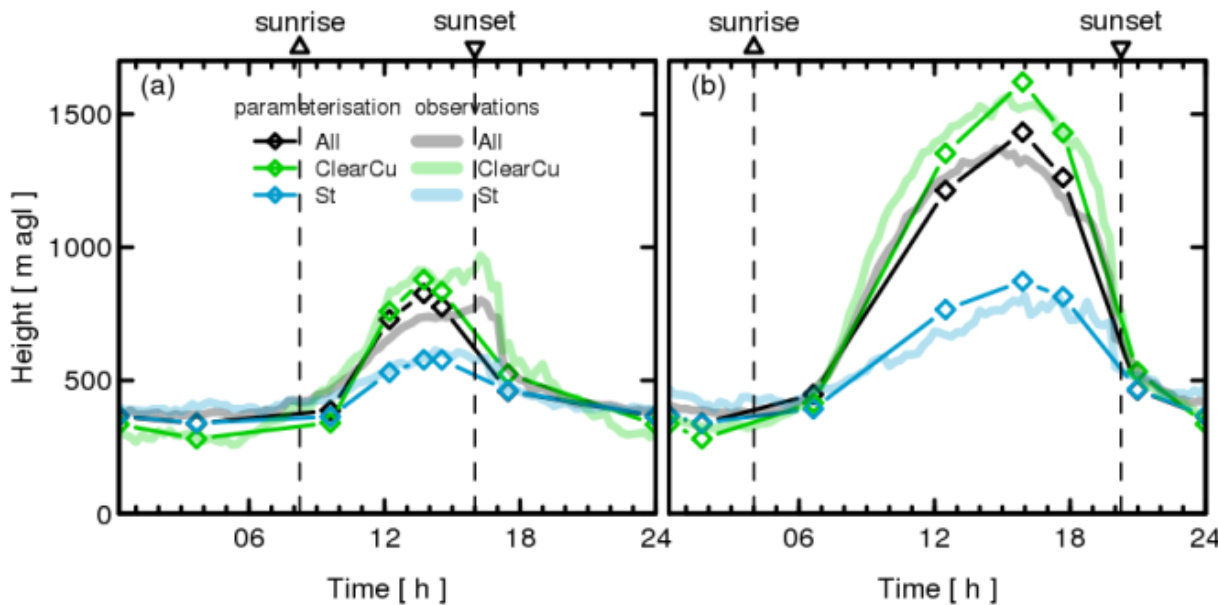 sunrise sunset sunrise sunset
(a) (b)
parameterisation observations
All All
ClearCu ClearCu
St St
Height [ m agl ]
1500
1000
500
0
06 12 18 24 06 12 18 24
Time [ h ] Time [ h ]